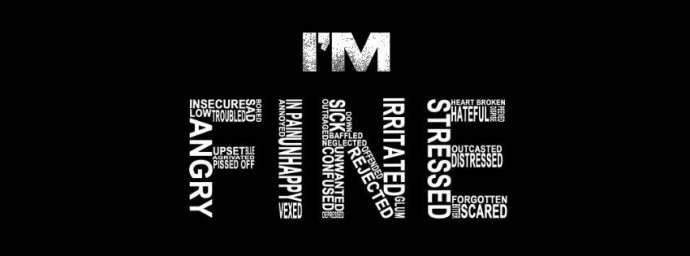 I'M
INSECURE
SAD
BORED
LOW
TROUBLED
ANGRY
UPSET
BLUE
AGRIVATED
PISSED OFF
IN PAIN
UNHAPPY
ANNOYED
VEXED
SICK
OUTRAGED
DOWN
BAFFLED
NEGLECTED
UNWANTED
CONFUSED
DEPRESSED
OFFENDED
REJECTED
IRRITATED
GLUM
STRESSED
HEART BROKEN
HATEFUL
PEEVED
OUTCASTED
DISTRESSED
FORGOTTEN
BITTER
SCARED